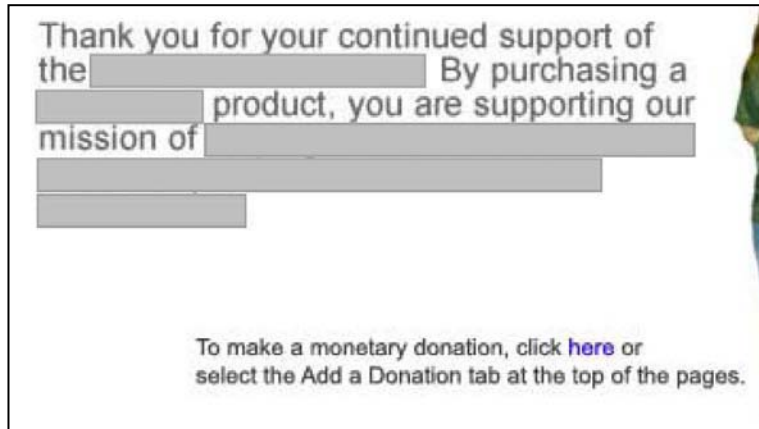 Thank you for your continued support of
the By purchasing a
product, you are supporting our
mission of
To make a monetary donation, click here or
select the Add a Donation tab at the top of the pages.